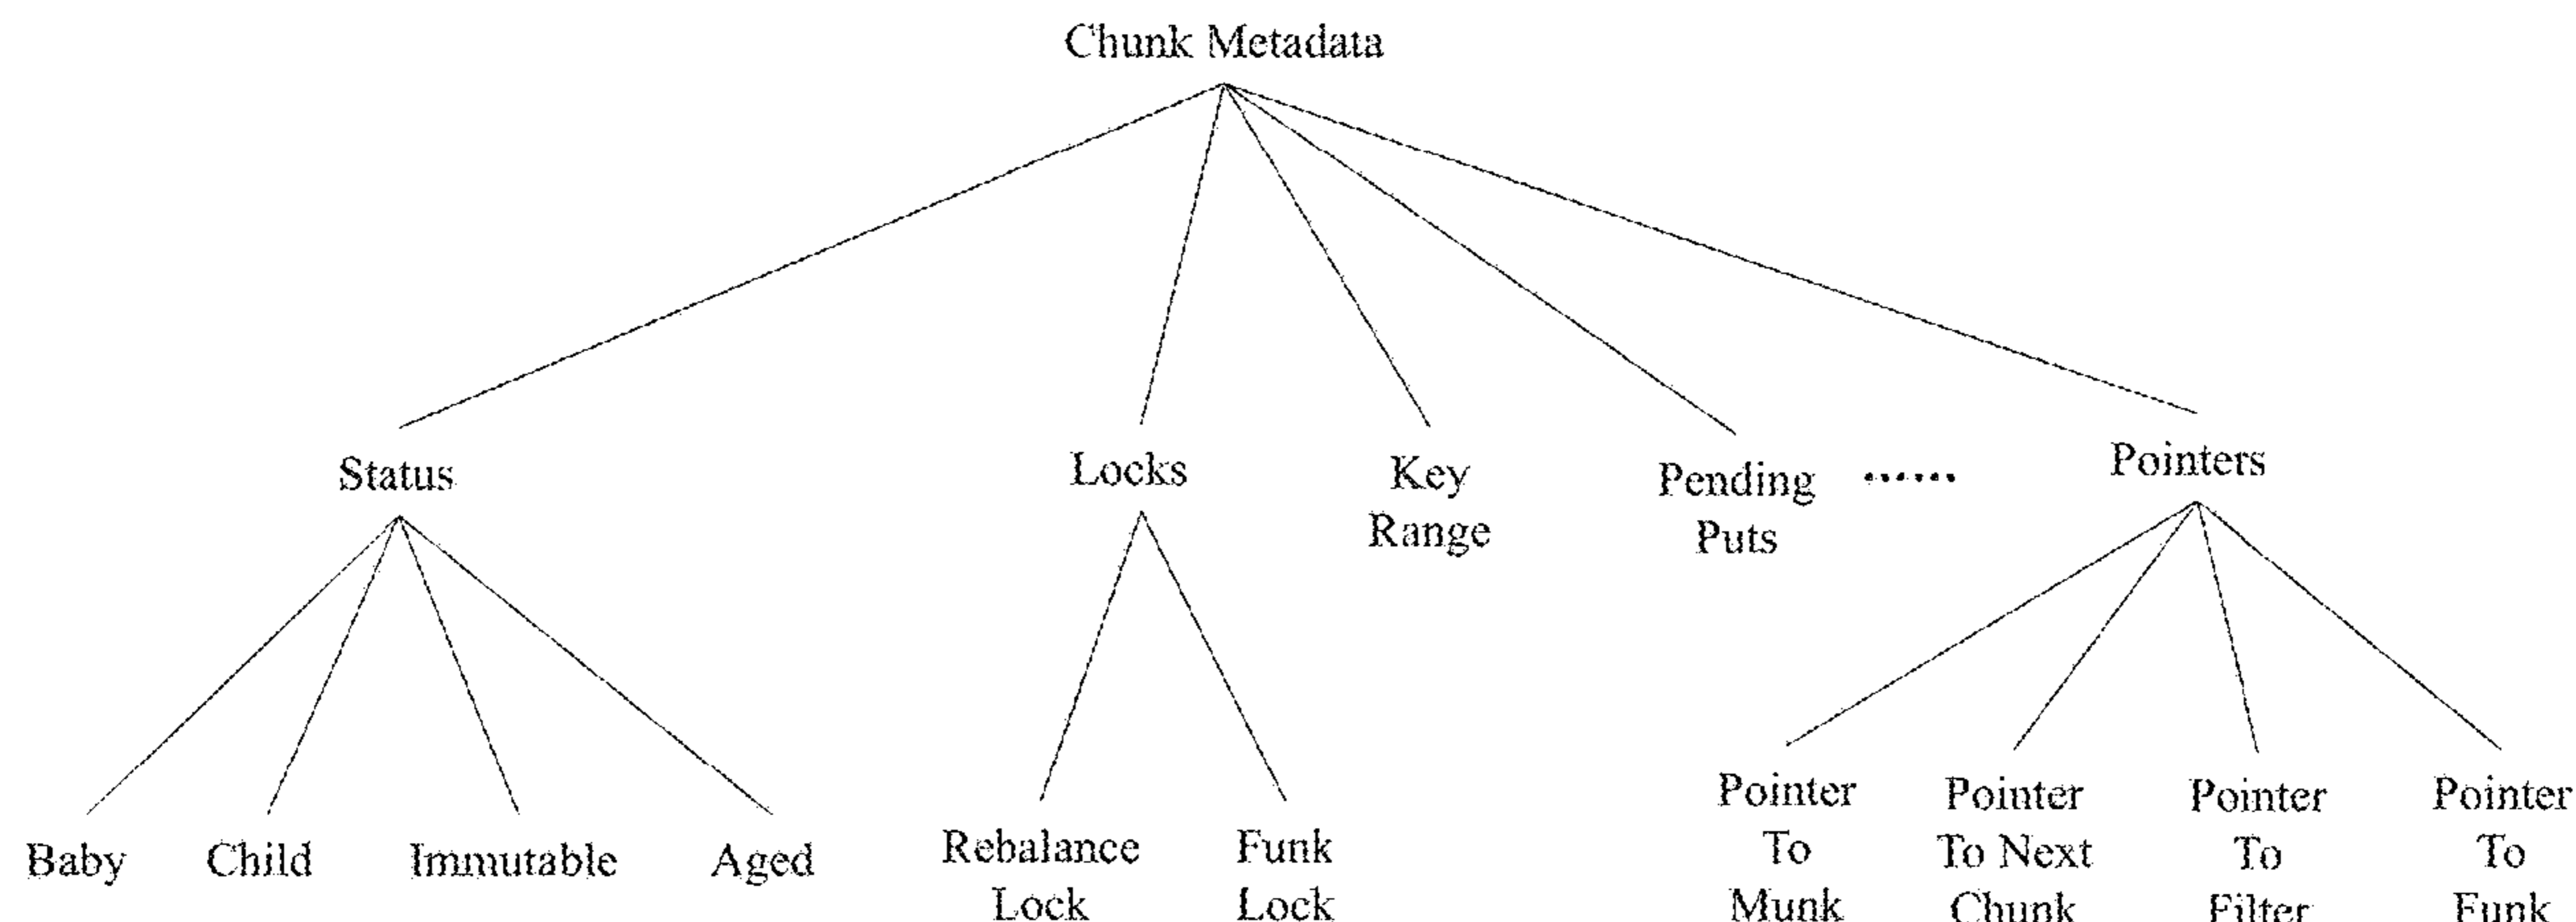 Chunk Metadata
Status
Locks
Key
Range
Pending
Puts
......
Pointers
Baby
Child
Immutable
Aged
Rebalance
Lock
Funk
Lock
Pointer
To
Munk
Pointer
To Next
Chunk
Pointer
To
Filter
Pointer
To
Funk